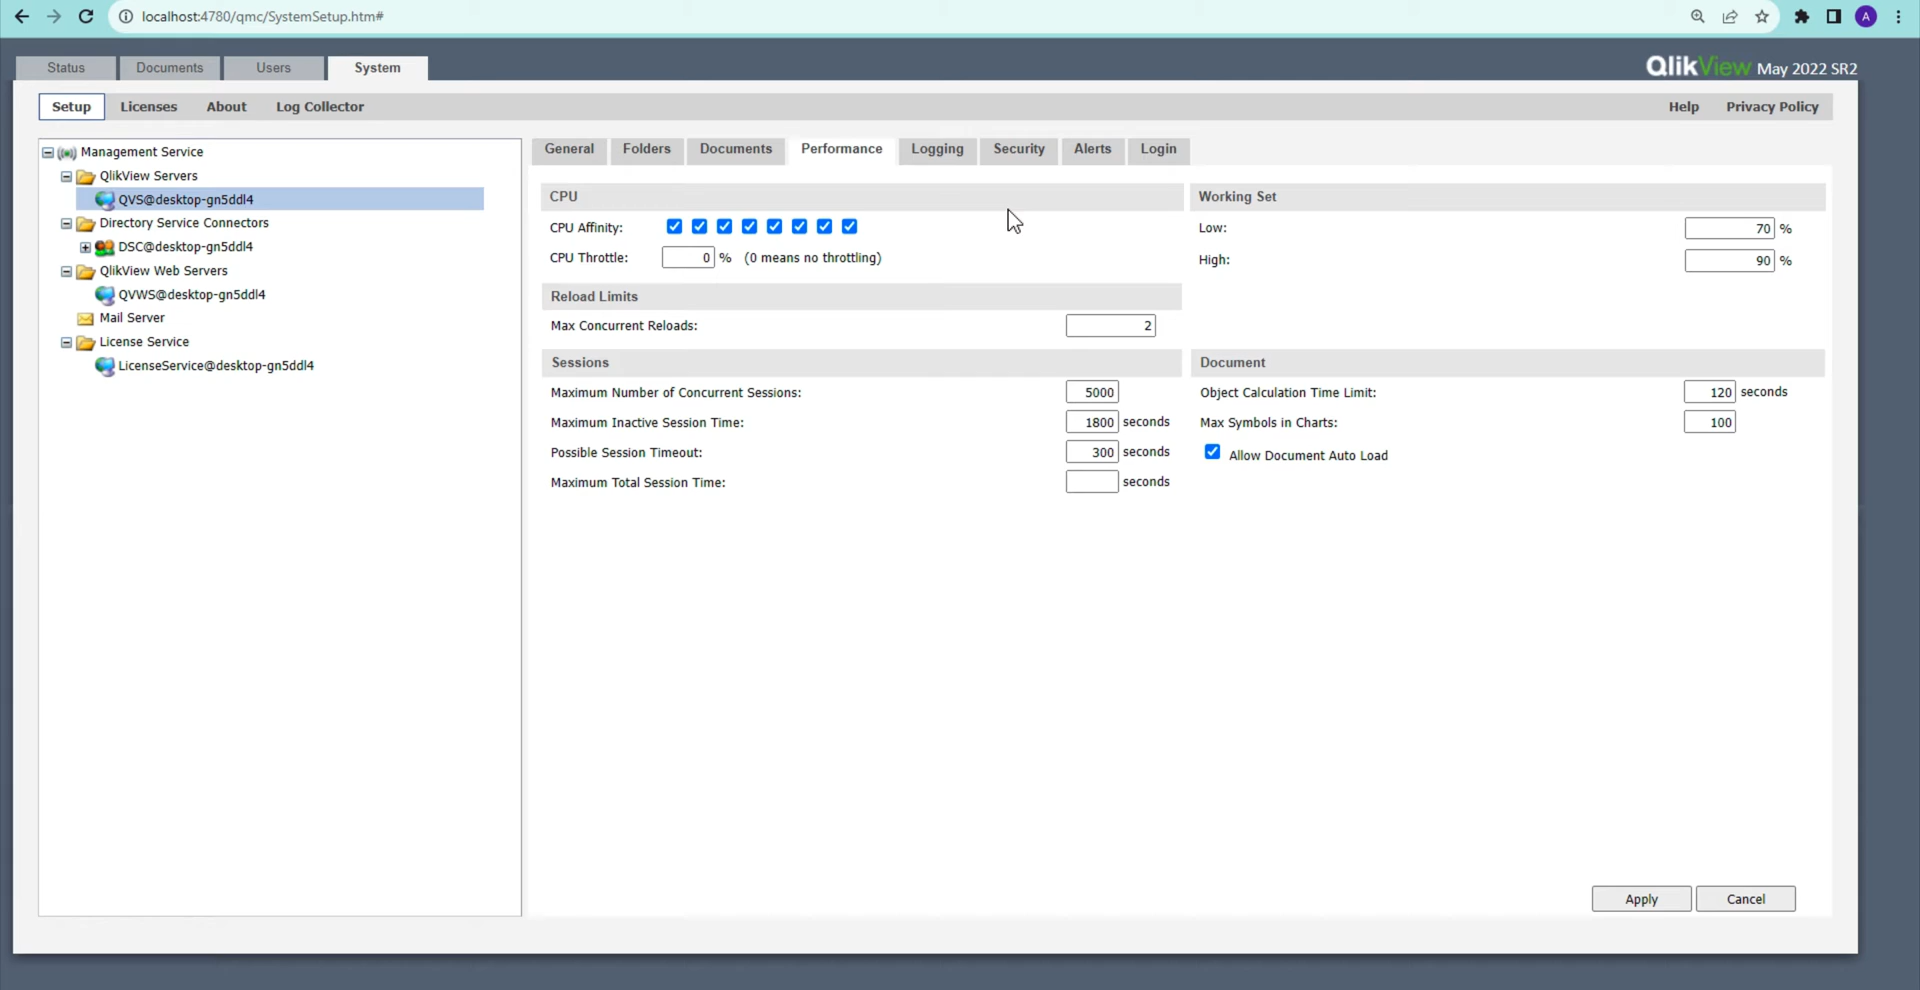 localhost:4780/qmc/SystemSetup.htm#
A
Status Documents Users System
QlikView May 2022 SR2
Setup Licenses About Log Collector Help Privacy Policy
Management Service
QlikView Servers
QVS@desktop-gn5ddl4
Directory Service Connectors
DSC@desktop-gn5ddl4
QlikView Web Servers
QVWS@desktop-gn5ddl4
Mail Server
License Service
LicenseService@desktop-gn5ddl4
General Folders Documents Performance Logging Security Alerts Login
CPU
CPU Affinity:
CPU Throttle: 0 % (0 means no throttling)
Working Set
Low: 70 %
High: 90 %
Reload Limits
Max Concurrent Reloads: 2
Sessions
Maximum Number of Concurrent Sessions: 5000
Maximum Inactive Session Time: 1800 seconds
Possible Session Timeout: 300 seconds
Maximum Total Session Time: seconds
Document
Object Calculation Time Limit: 120 seconds
Max Symbols in Charts: 100
Allow Document Auto Load
Apply Cancel